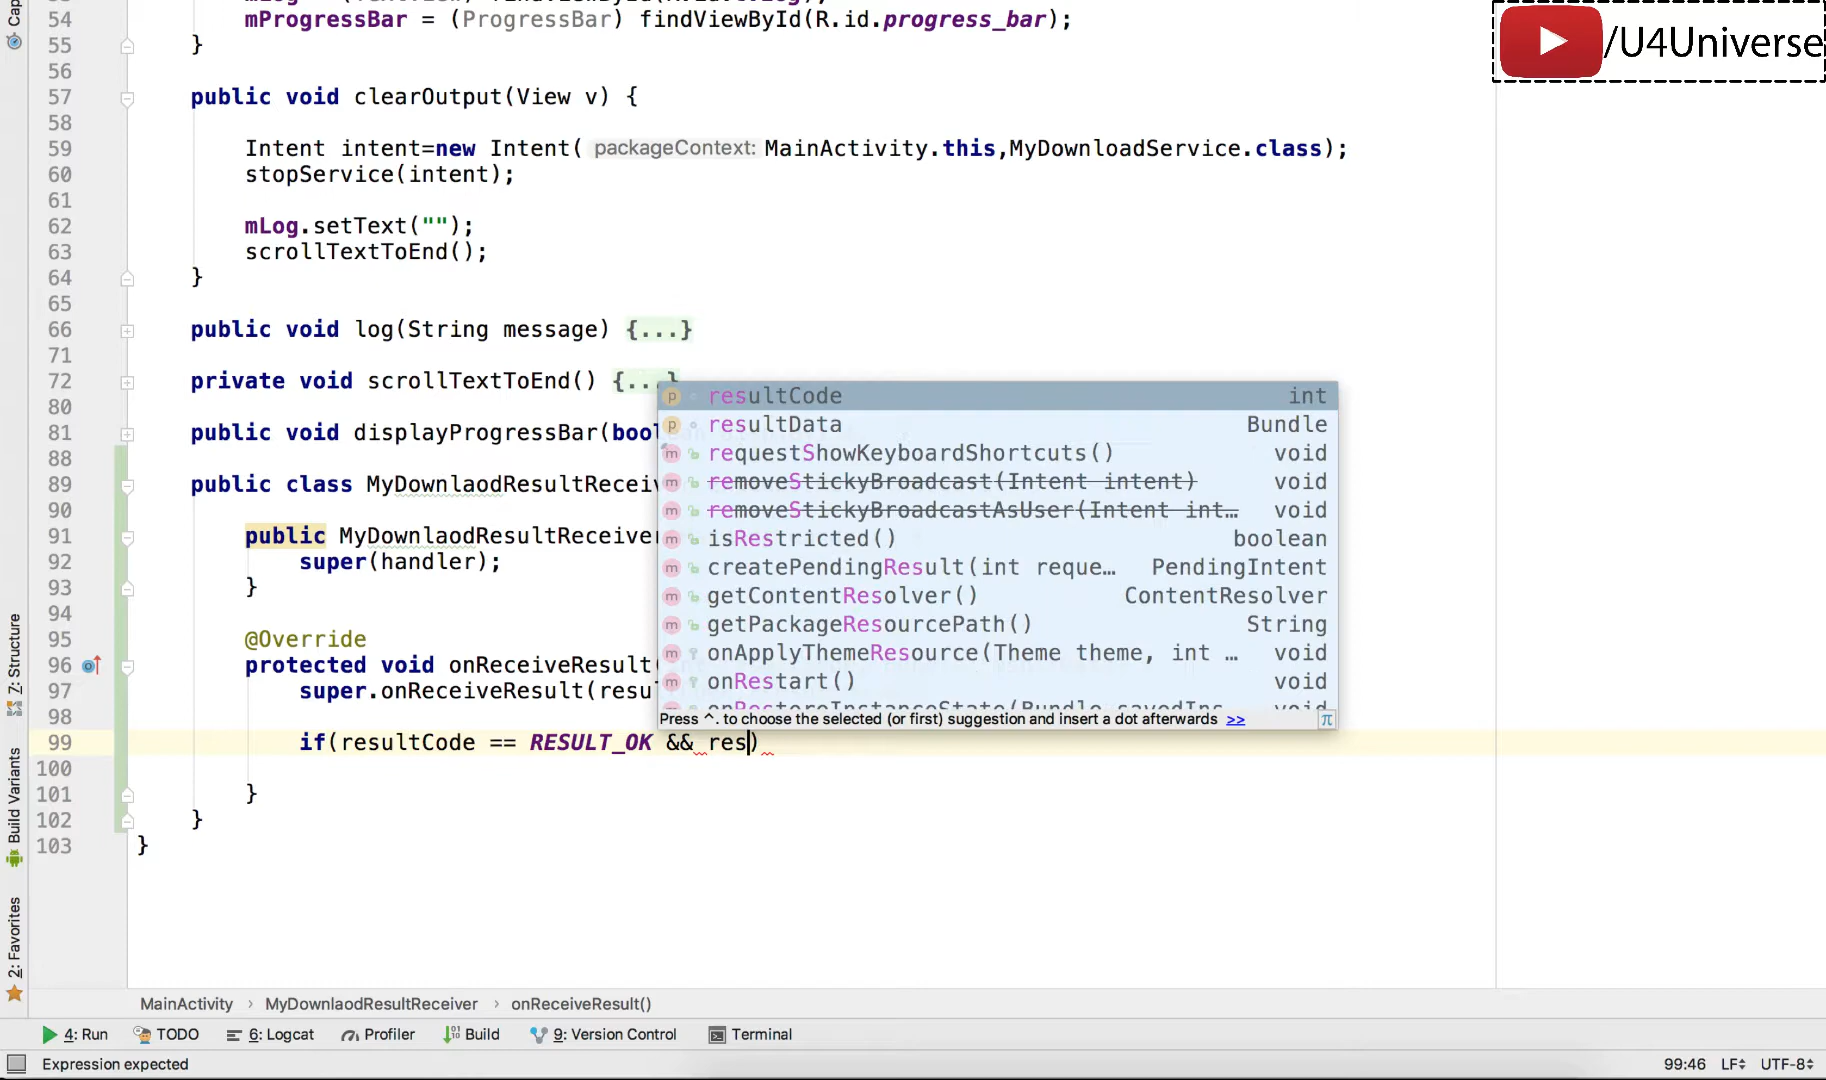 Cap
53
54 mProgressBar = (ProgressBar) findViewById(R.id.progress_bar);
/U4Universe
55 }
56
57 public void clearOutput(View v) {
58
59 Intent intent=new Intent( packageContext: MainActivity.this,MyDownloadService.class);
60 stopService(intent);
61
62 mLog.setText("");
63 scrollTextToEnd();
64 }
65
66 public void log(String message) {...}
71
72 private void scrollTextToEnd() {...}
80
81 public void displayProgressBar(bool
88
89 public class MyDownlaodResultReceiv
90
91 public MyDownlaodResultReceiver
92 super(handler);
93 }
94
95 @Override
96 protected void onReceiveResult(
97 super.onReceiveResult(resu
98
99 if(resultCode == RESULT_OK && res)
100
101 }
102 }
103 }
resultCode int
resultData Bundle
requestShowKeyboardShortcuts() void
removeStickyBroadcast(Intent intent) void
removeStickyBroadcastAsUser(Intent int… void
isRestricted() boolean
createPendingResult(int reque… PendingIntent
getContentResolver() ContentResolver
getPackageResourcePath() String
onApplyThemeResource(Theme theme, int … void
onRestart() void
Press ^. to choose the selected (or first) suggestion and insert a dot afterwards >> π
7: Structure
Build Variants
2: Favorites
MainActivity › MyDownlaodResultReceiver › onReceiveResult()
4: Run TODO 6: Logcat Profiler Build 9: Version Control Terminal
Expression expected 99:46 LF UTF-8